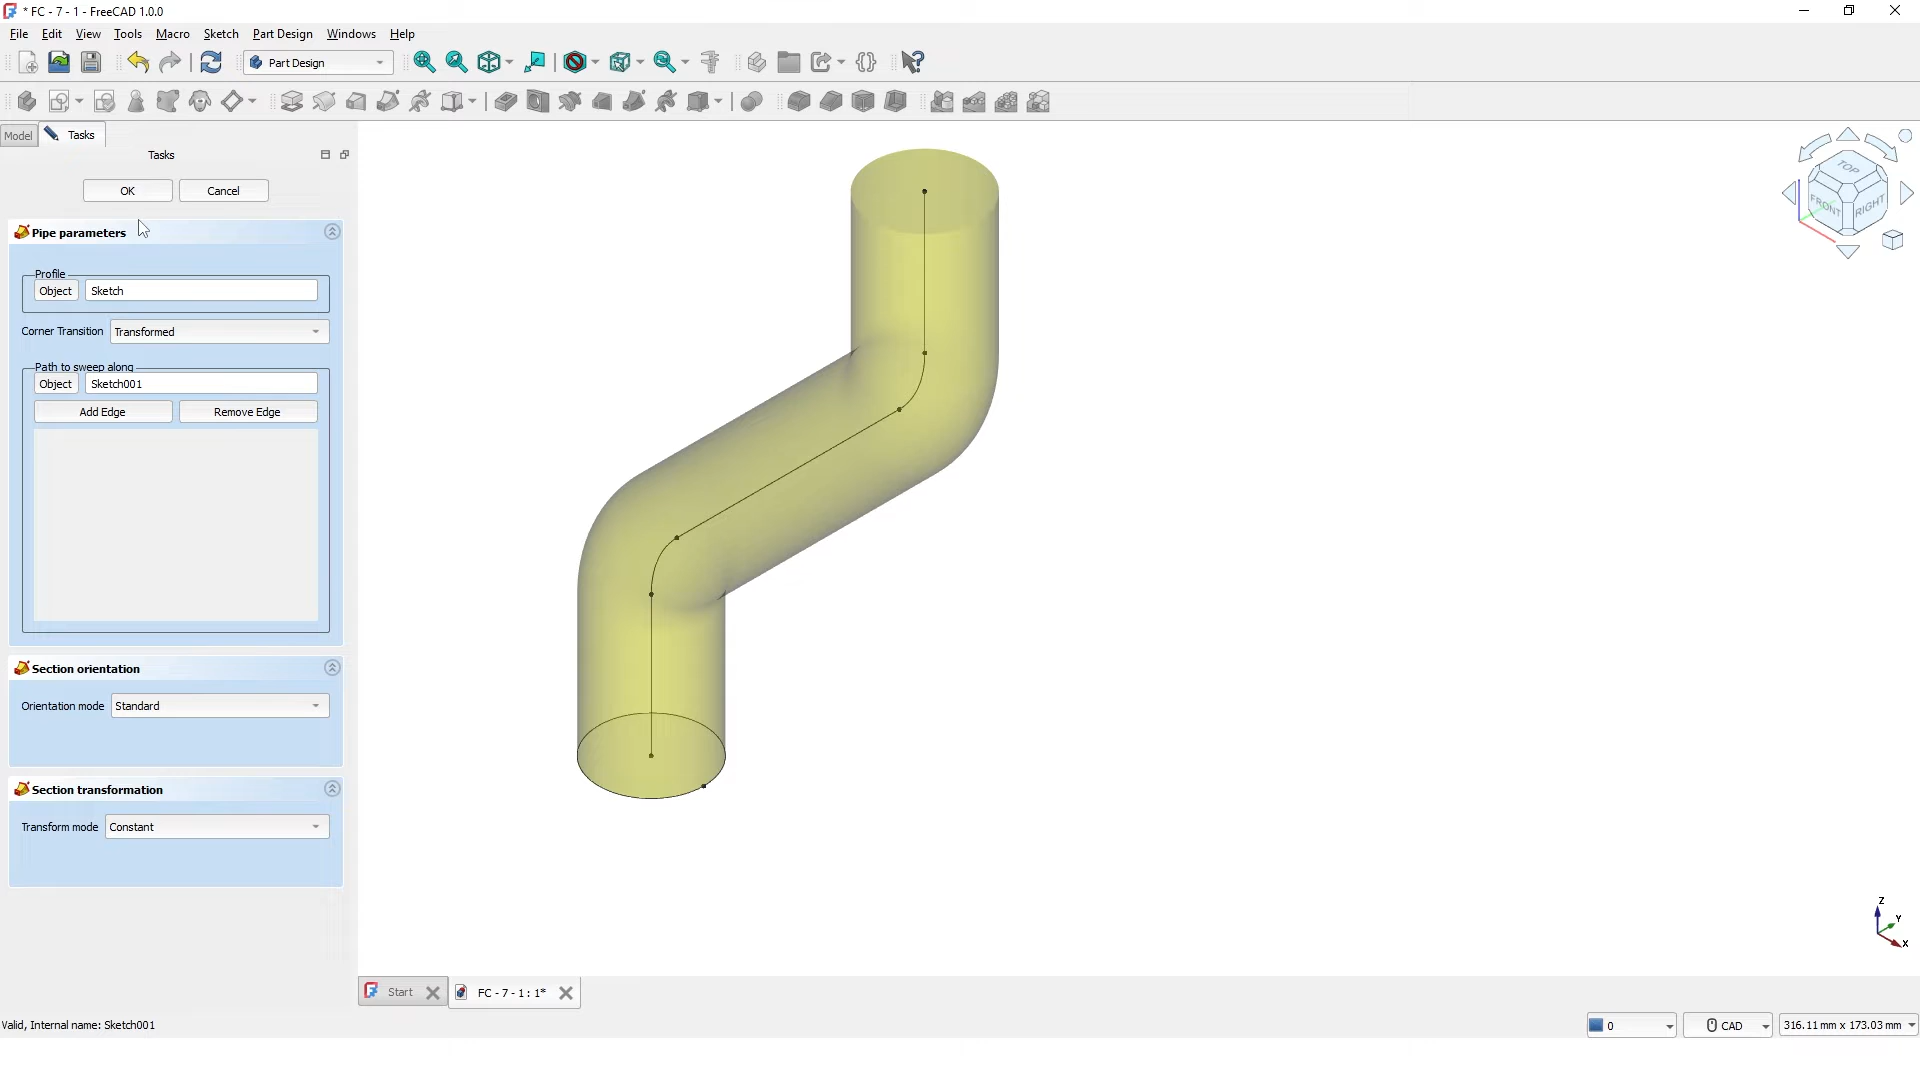 * FC - 7 - 1 - FreeCAD 1.0.0
File Edit View Tools Macro Sketch Part Design Windows Help
Part Design
Model Tasks
Tasks
OK Cancel
Pipe parameters
Profile
Object Sketch
Corner Transition Transformed
Path to sweep along
Object Sketch001
Add Edge Remove Edge
Section orientation
Orientation mode Standard
Section transformation
Transform mode Constant
TOP
FRONT RIGHT
Z
Y
X
Start FC - 7 - 1 : 1*
Valid, Internal name: Sketch001
0 CAD 316.11 mm x 173.03 mm